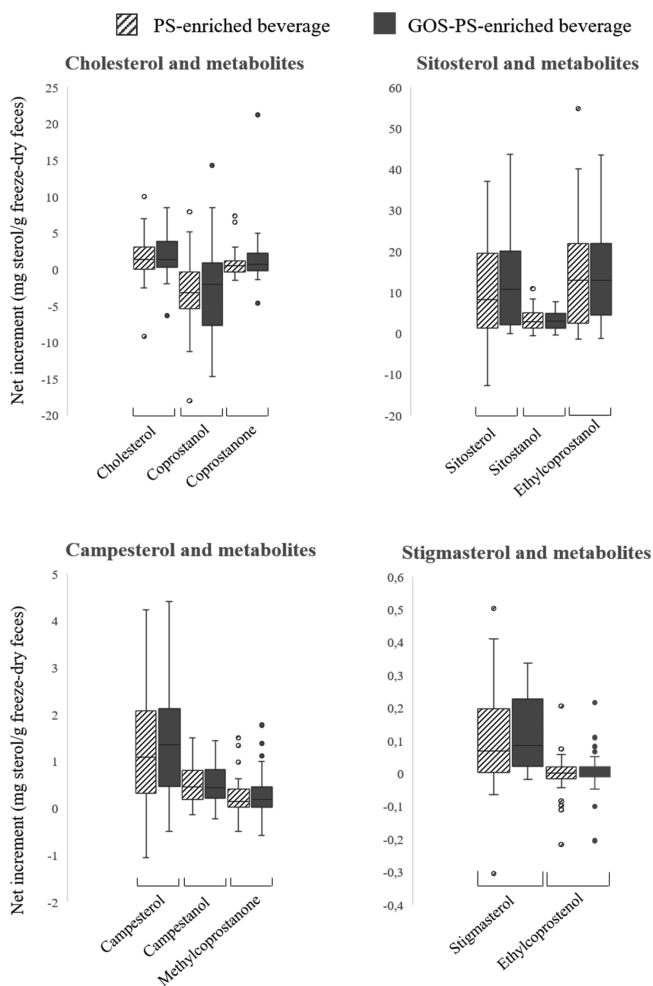 PS-enriched beverage GOS-PS-enriched beverage
Cholesterol and metabolites Sitosterol and metabolites
Net increment (mg sterol/g freeze-dry feces)
25
20
15
10
5
0
-5
-10
-15
-20
Cholesterol
Coprostanol
Coprostanone
60
50
40
30
20
10
0
-10
-20
Sitosterol
Sitostanol
Ethylcoprostanol
Campesterol and metabolites Stigmasterol and metabolites
Net increment (mg sterol/g freeze-dry feces)
5
4
3
2
1
0
-1
-2
Campesterol
Campestanol
Methylcoprostanone
0,6
0,5
0,4
0,3
0,2
0,1
0
-0,1
-0,2
-0,3
-0,4
Stigmasterol
Ethylcoprostenol